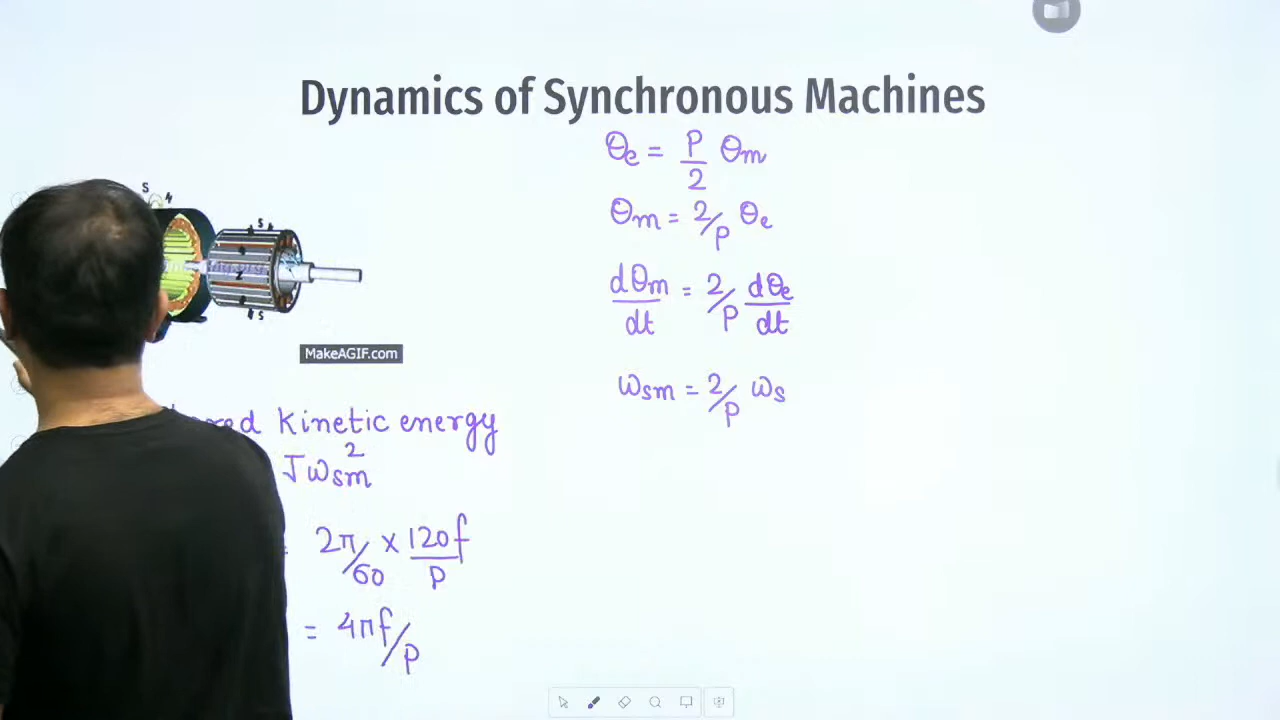 Dynamics of Synchronous Machines
θe = P/2 θm
θm = 2/P θe
dθm/dt = 2/P dθe/dt
ωsm = 2/P ωs
S
N
S
N
S
MakeAGIF.com
Kinetic energy
Jωsm²
= 2π/60 × 120f/P
= 4πf/P